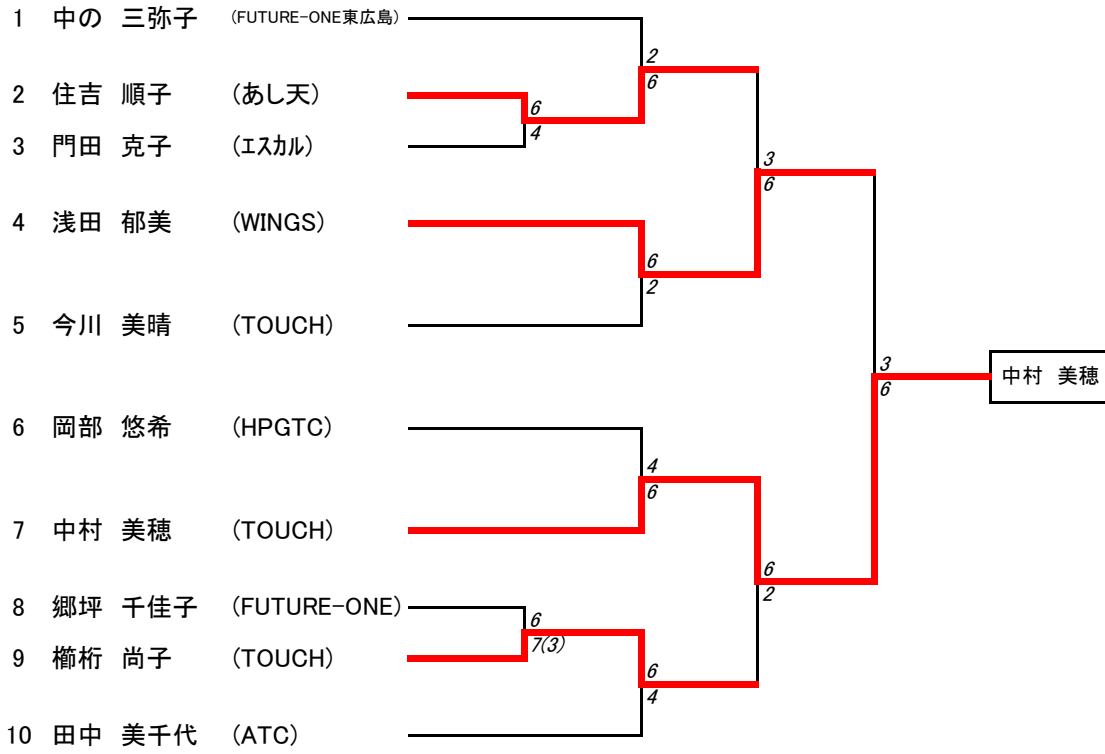 1 中の 三弥子 (FUTURE-ONE東広島)
2
6
2 住吉 順子 (あし天)
6
4
3 門田 克子 (エスカル)
3
6
4 浅田 郁美 (WINGS)
6
2
5 今川 美晴 (TOUCH)
3
6
中村 美穂
6 岡部 悠希 (HPGTC)
4
6
7 中村 美穂 (TOUCH)
6
2
8 郷坪 千佳子 (FUTURE-ONE)
6
7(3)
9 櫛桁 尚子 (TOUCH)
6
4
10 田中 美千代 (ATC)